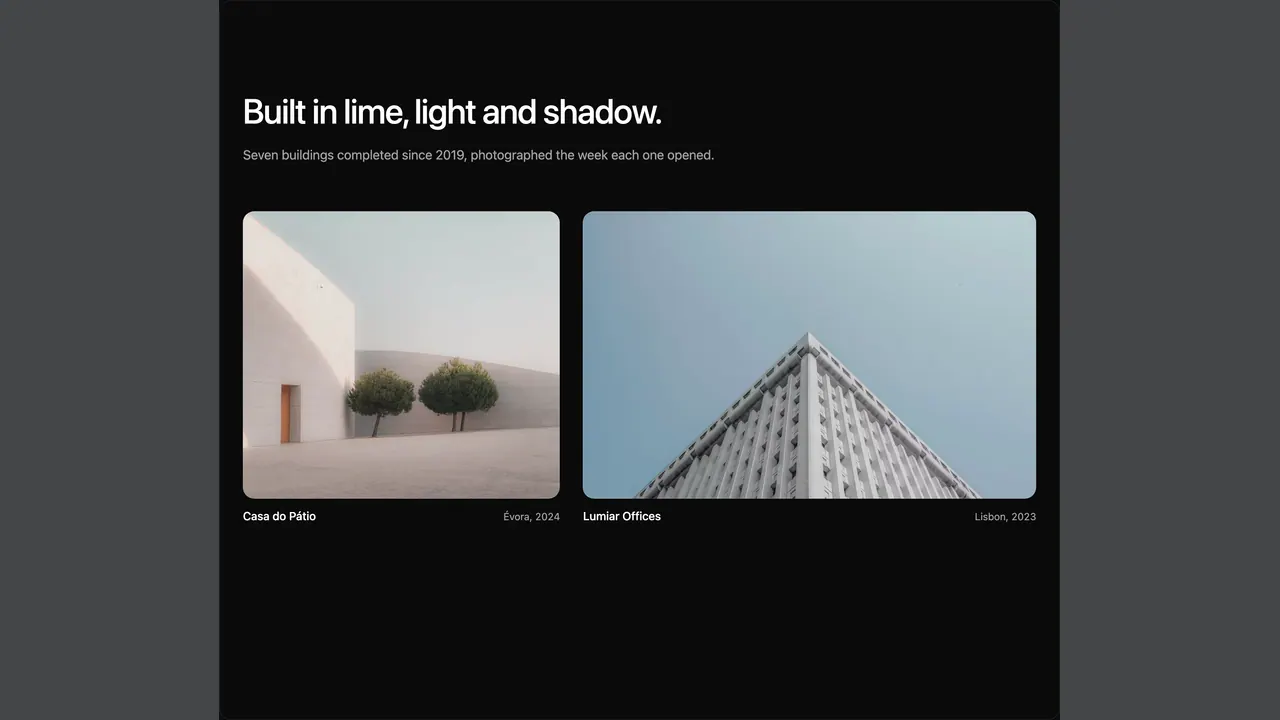 Built in lime, light and shadow.
Seven buildings completed since 2019, photographed the week each one opened.
Casa do Pátio
Évora, 2024
Lumiar Offices
Lisbon, 2023